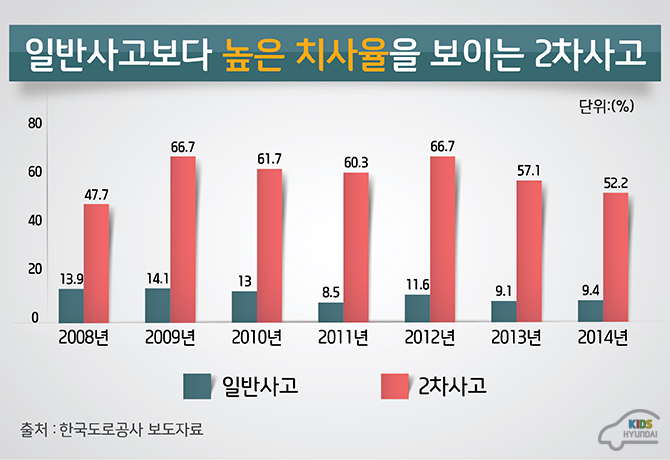 일반사고보다 높은 치사율을 보이는 2차사고
단위:(%)
80
60
40
20
0
13.9 47.7
14.1 66.7
13 61.7
8.5 60.3
11.6 66.7
9.1 57.1
9.4 52.2
2008년 2009년 2010년 2011년 2012년 2013년 2014년
일반사고 2차사고
출처 : 한국도로공사 보도자료
KIDS
HYUNDAI